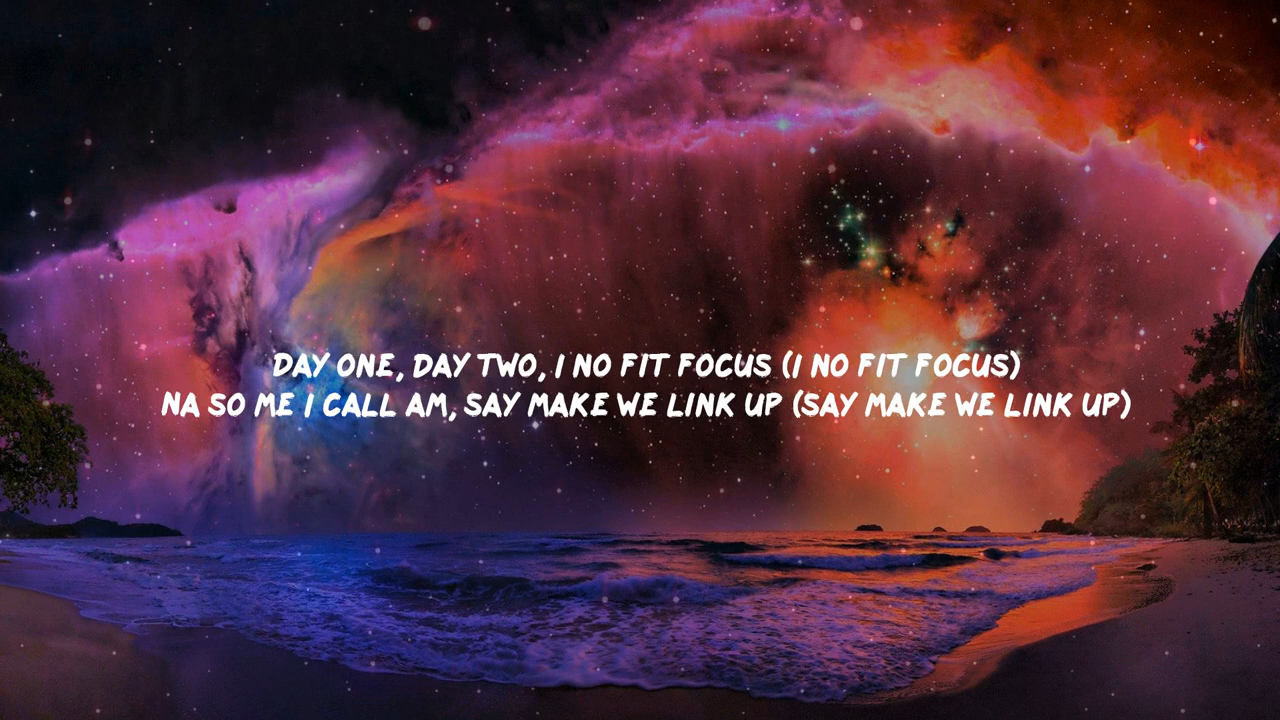 DAY ONE, DAY TWO, I NO FIT FOCUS (I NO FIT FOCUS)
NA SO ME I CALL AM, SAY MAKE WE LINK UP (SAY MAKE WE LINK UP)